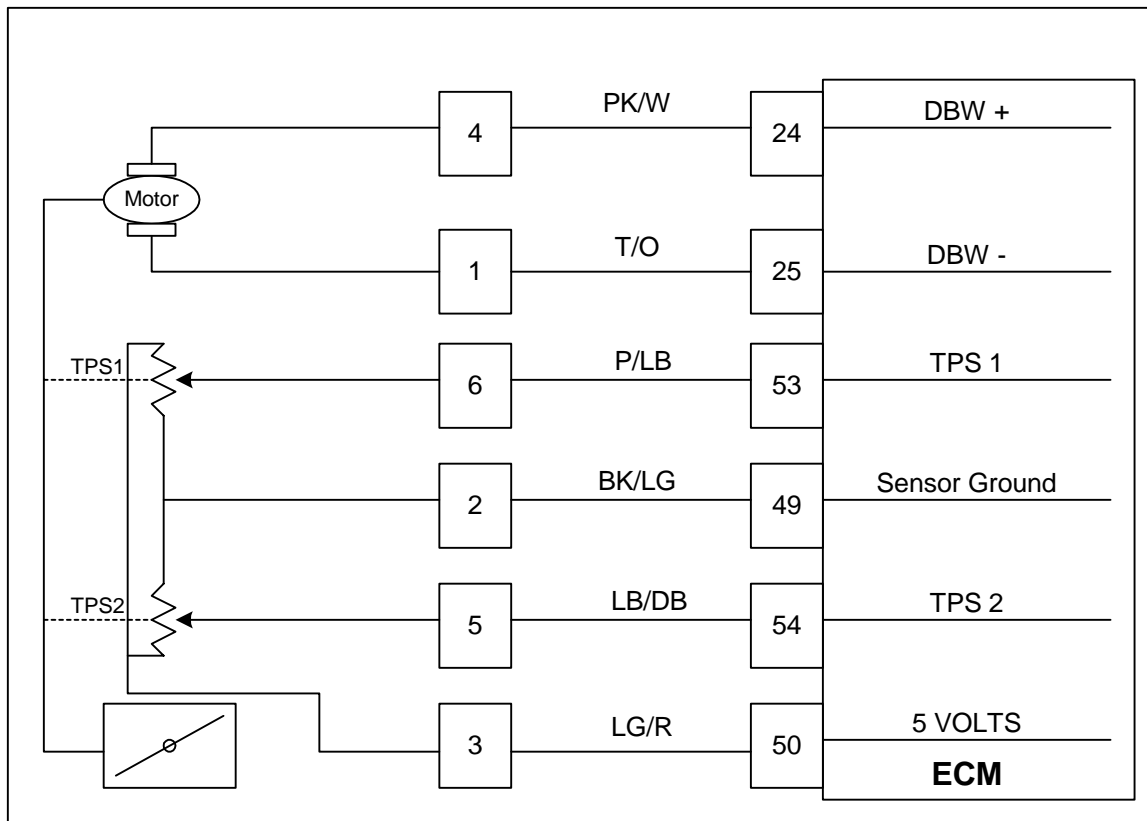 PK/W
4
24
DBW +
Motor
T/O
1
25
DBW -
TPS1
P/LB
6
53
TPS 1
BK/LG
2
49
Sensor Ground
TPS2
LB/DB
5
54
TPS 2
LG/R
3
50
5 VOLTS
ECM